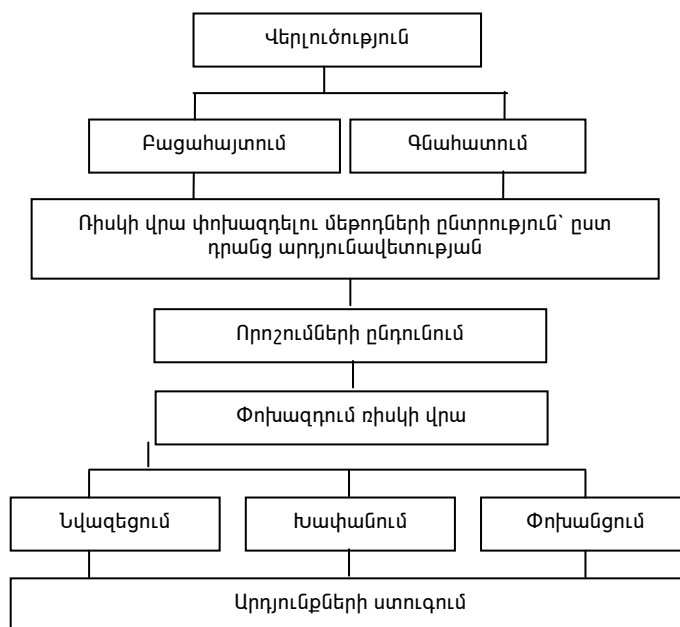 Վերլուծություն
Բացահայտում
Գնահատում
Ռիսկի վրա փոխազդելու մեթոդների ընտրություն` ըստ
դրանց արդյունավետության
Որոշումների ընդունում
Փոխազդում ռիսկի վրա
Նվազեցում
Խափանում
Փոխանցում
Արդյունքների ստուգում